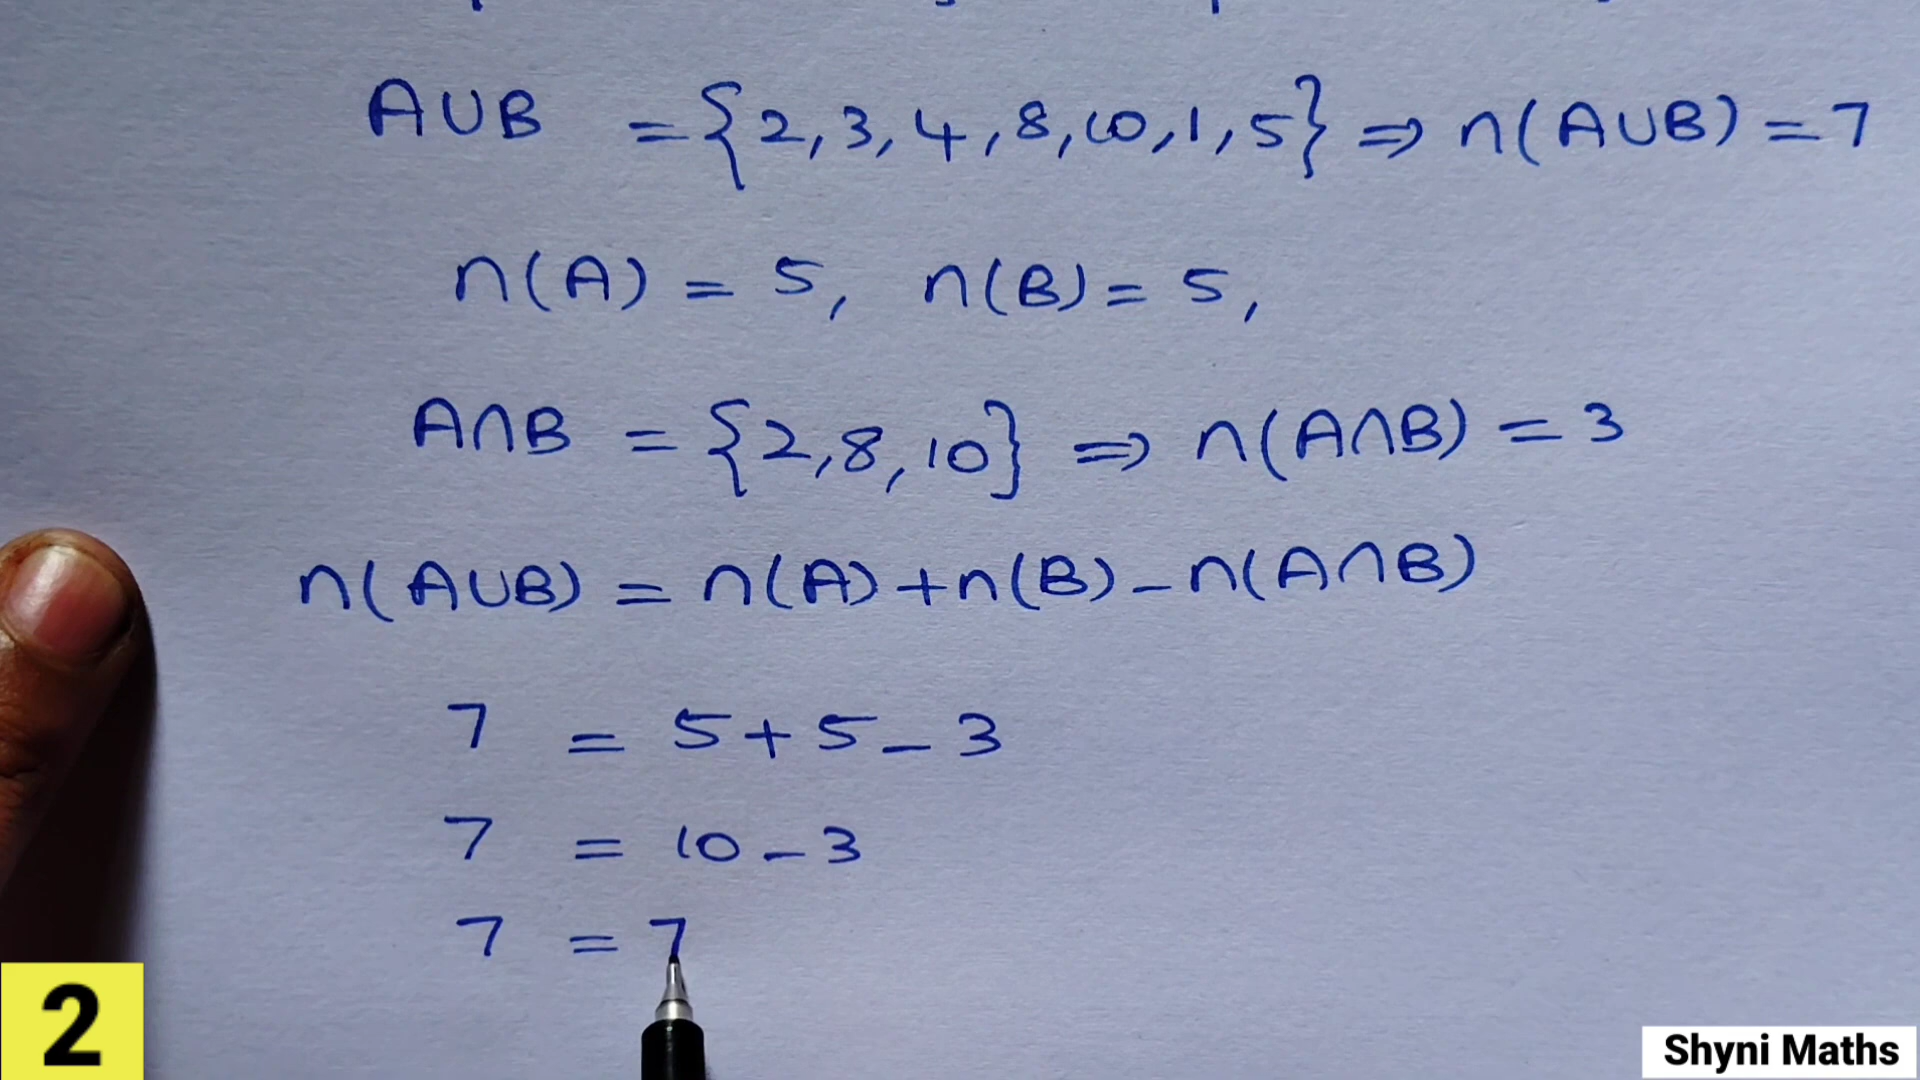 A∪B = {2,3,4,8,10,1,5} ⇒ n(A∪B) = 7
n(A) = 5, n(B) = 5,
A∩B = {2,8,10} ⇒ n(A∩B) = 3
n(A∪B) = n(A)+n(B)-n(A∩B)
7 = 5+5-3
7 = 10-3
7 = 7
2
Shyni Maths